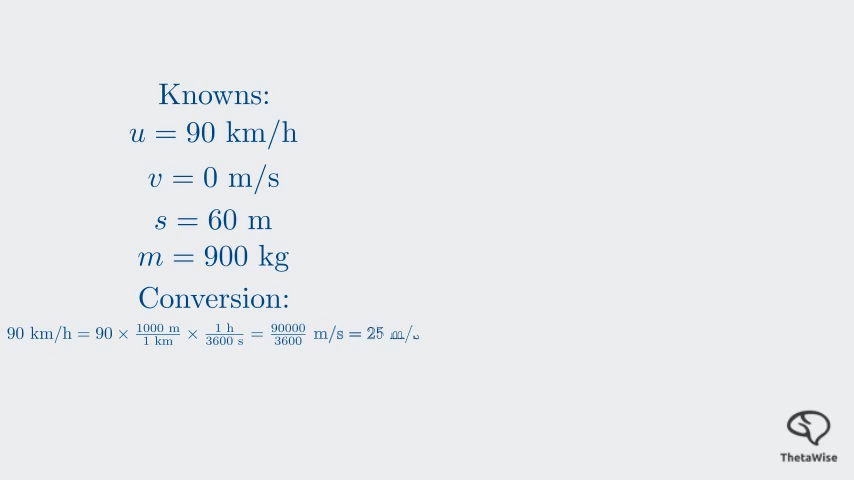 Knowns:
u = 90 km/h
v = 0 m/s
s = 60 m
m = 900 kg
Conversion:
90 km/h = 90 × 1000 m/1 km × 1 h/3600 s = 90000/3600 m/s = 25
ThetaWise